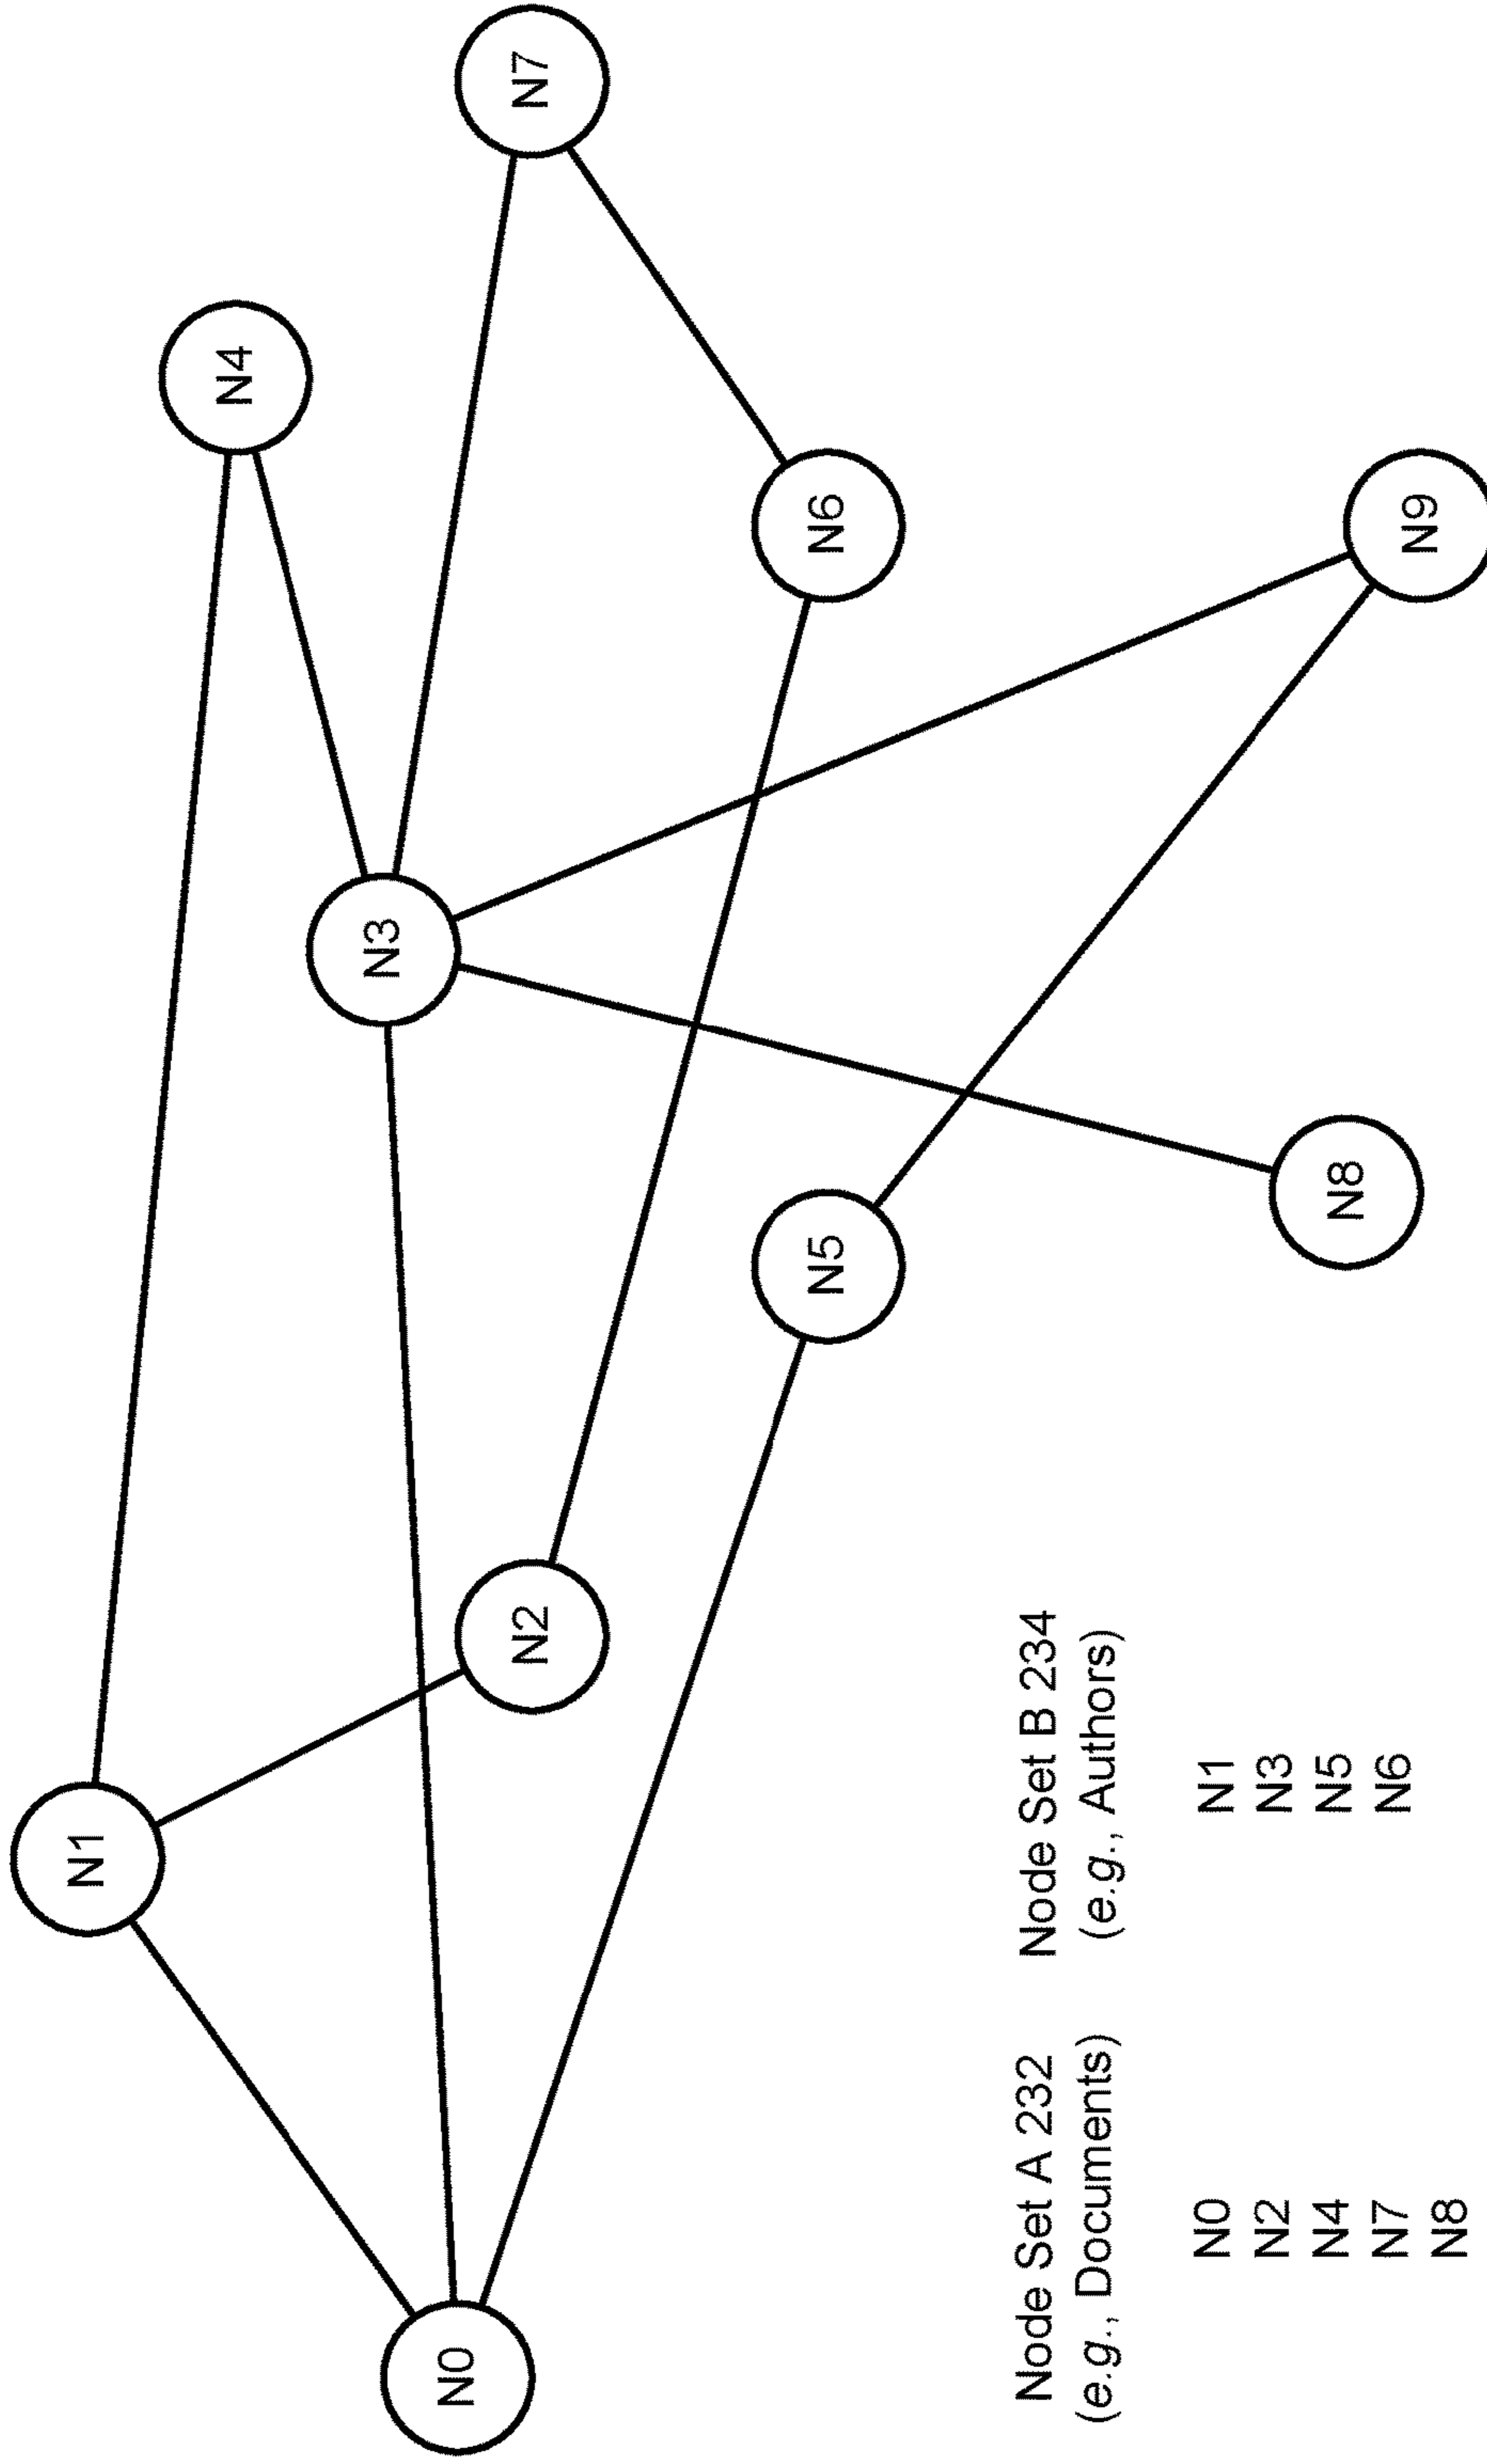 N0
N1
N2
N3
N4
N5
N6
N7
N8
N9
Node Set A 232
(e.g., Documents)
N0
N2
N4
N7
N8
Node Set B 234
(e.g., Authors)
N1
N3
N5
N6